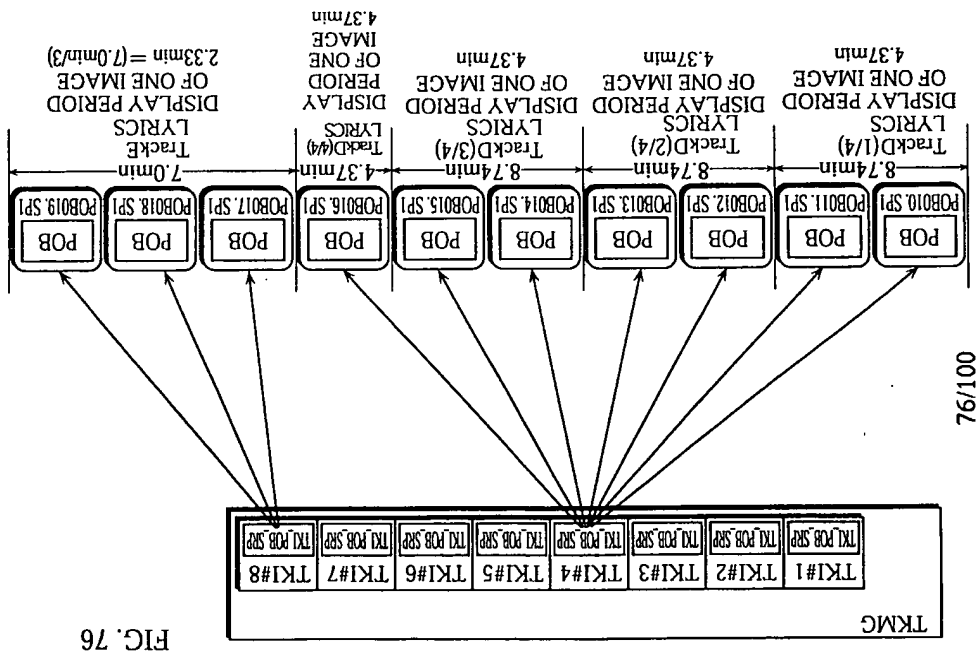 76/100
FIG. 76
TKMG
TKI#1 TKI#2 TKI#3 TKI#4 TKI#5 TKI#6 TKI#7 TKI#8
TKI_POB_SRP TKI_POB_SRP TKI_POB_SRP TKI_POB_SRP TKI_POB_SRP TKI_POB_SRP TKI_POB_SRP TKI_POB_SRP
POB POB POB POB POB POB POB POB POB POB
POB010. SP1 POB011. SP1 POB012. SP1 POB013. SP1 POB014. SP1 POB015. SP1 POB016. SP1 POB017. SP1 POB018. SP1 POB019. SP1
8.74min
TrackD(1/4)
LYRICS
DISPLAY PERIOD
OF ONE IMAGE
4.37min
8.74min
TrackD(2/4)
LYRICS
DISPLAY PERIOD
OF ONE IMAGE
4.37min
8.74min
TrackD(3/4)
LYRICS
DISPLAY PERIOD
OF ONE IMAGE
4.37min
4.37min
TrackD(4/4)
LYRICS
DISPLAY
PERIOD
OF ONE
IMAGE
4.37min
7.0min
TrackE
LYRICS
DISPLAY PERIOD
OF ONE IMAGE
2.33min =(7.0min/3)